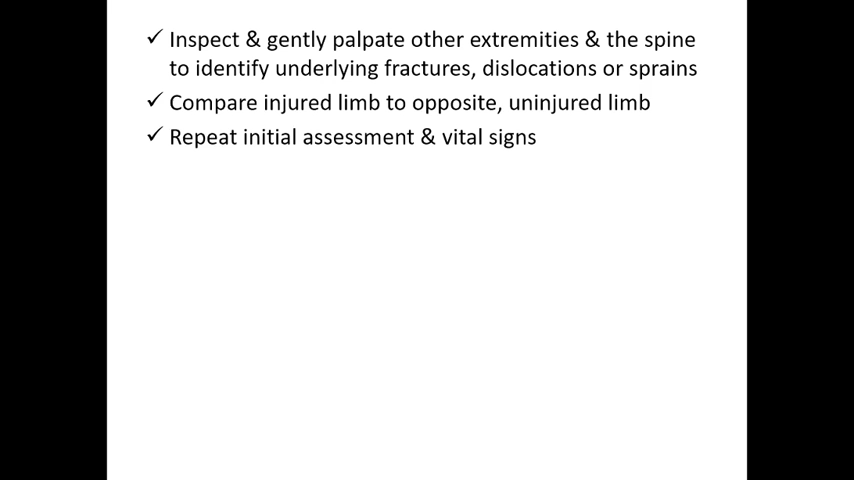 ✓ Inspect & gently palpate other extremities & the spine
to identify underlying fractures, dislocations or sprains
✓ Compare injured limb to opposite, uninjured limb
✓ Repeat initial assessment & vital signs